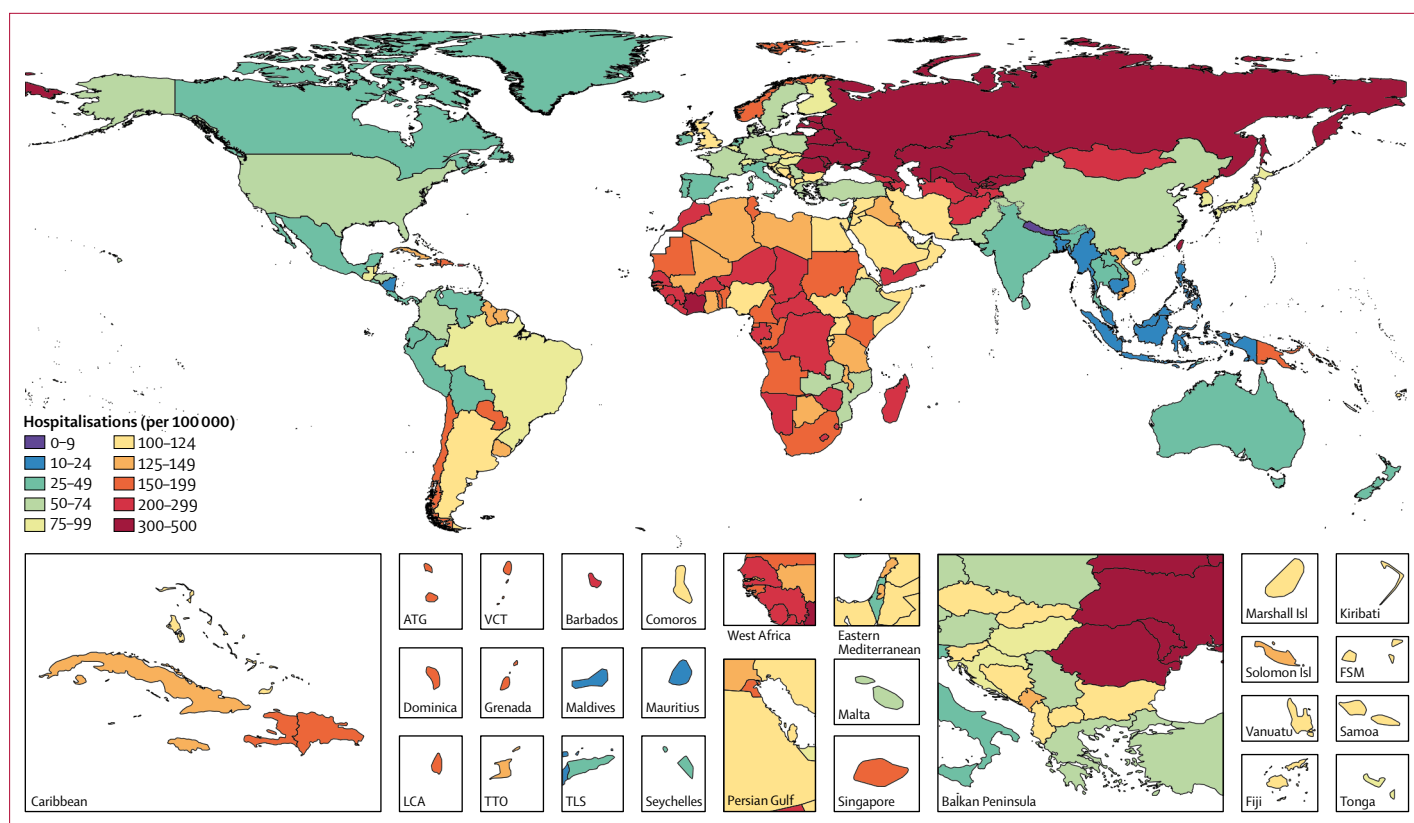 Hospitalisations (per 100 000)
0–9
10–24
25–49
50–74
75–99
100–124
125–149
150–199
200–299
300–500
Caribbean
ATG
VCT
Barbados
Comoros
Dominica
Grenada
Maldives
Mauritius
LCA
TTO
TLS
Seychelles
West Africa
Eastern
Mediterranean
Persian Gulf
Malta
Singapore
Balkan Peninsula
Marshall Isl
Kiribati
Solomon Isl
FSM
Vanuatu
Samoa
Fiji
Tonga